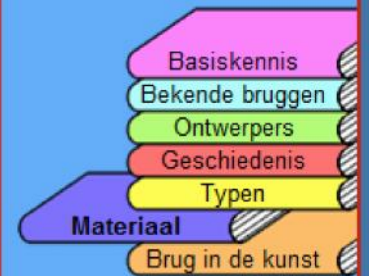 Basiskennis
Bekende bruggen
Ontwerpers
Geschiedenis
Typen
Materiaal
Brug in de kunst